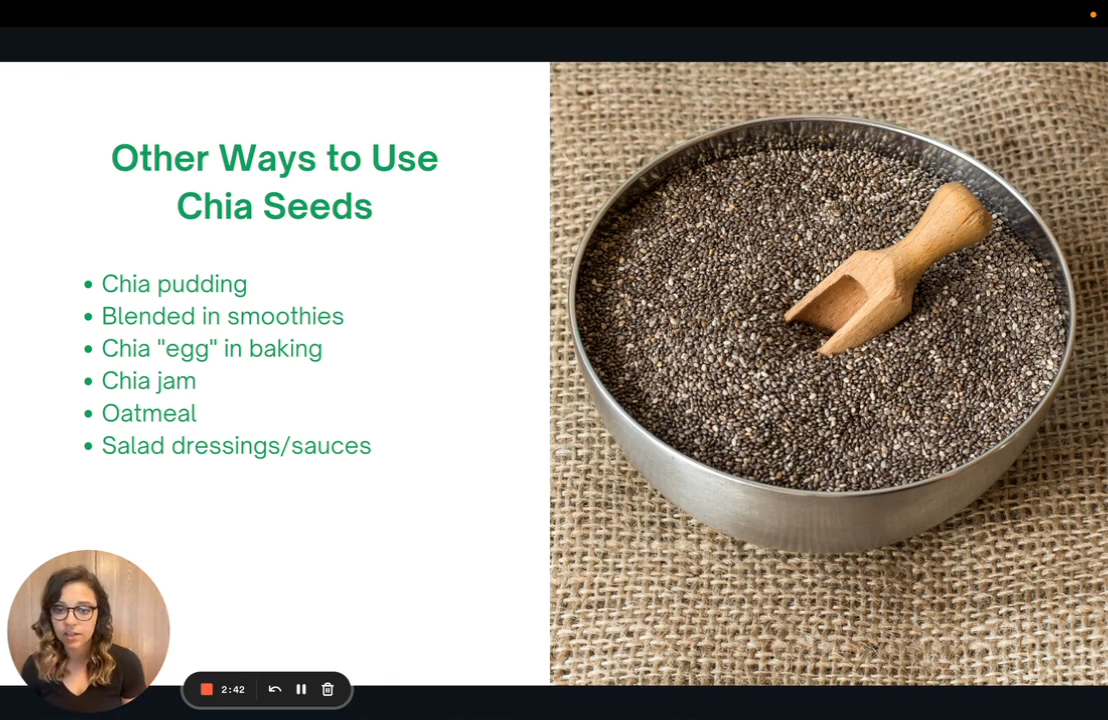 Other Ways to Use
Chia Seeds
• Chia pudding
• Blended in smoothies
• Chia "egg" in baking
• Chia jam
• Oatmeal
• Salad dressings/sauces
2:42